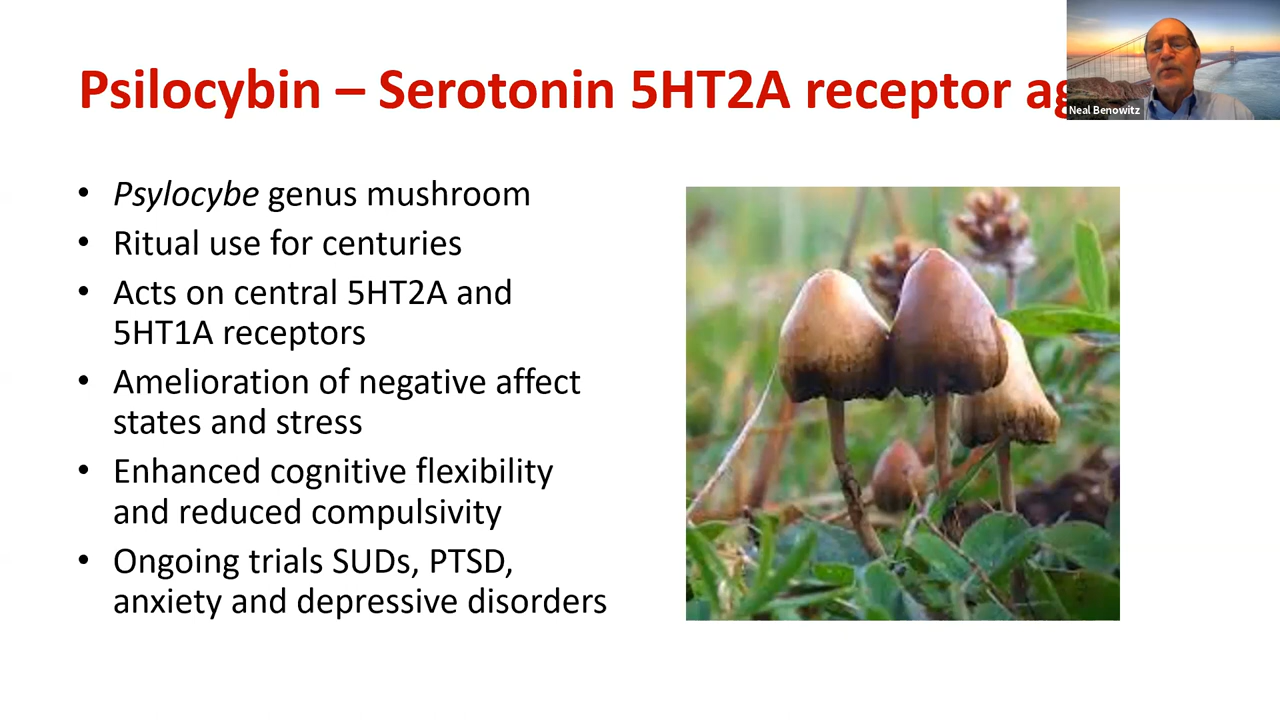 Psilocybin – Serotonin 5HT2A receptor
Neal Benowitz
• Psylocybe genus mushroom
• Ritual use for centuries
• Acts on central 5HT2A and
5HT1A receptors
• Amelioration of negative affect
states and stress
• Enhanced cognitive flexibility
and reduced compulsivity
• Ongoing trials SUDs, PTSD,
anxiety and depressive disorders